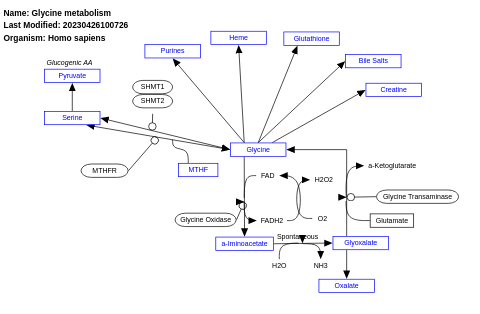 Name: Glycine metabolism
Last Modified: 20230426100726
Organism: Homo sapiens
Heme
Glutathione
Purines
Bile Salts
Glucogenic AA
Pyruvate
SHMT1
SHMT2
Creatine
Serine
Glycine
MTHFR
MTHF
a-Ketoglutarate
FAD
H2O2
Glycine Transaminase
Glycine Oxidase
FADH2
O2
Glutamate
a-Iminoacetate
Spontaneous
Glyoxalate
H2O
NH3
Oxalate